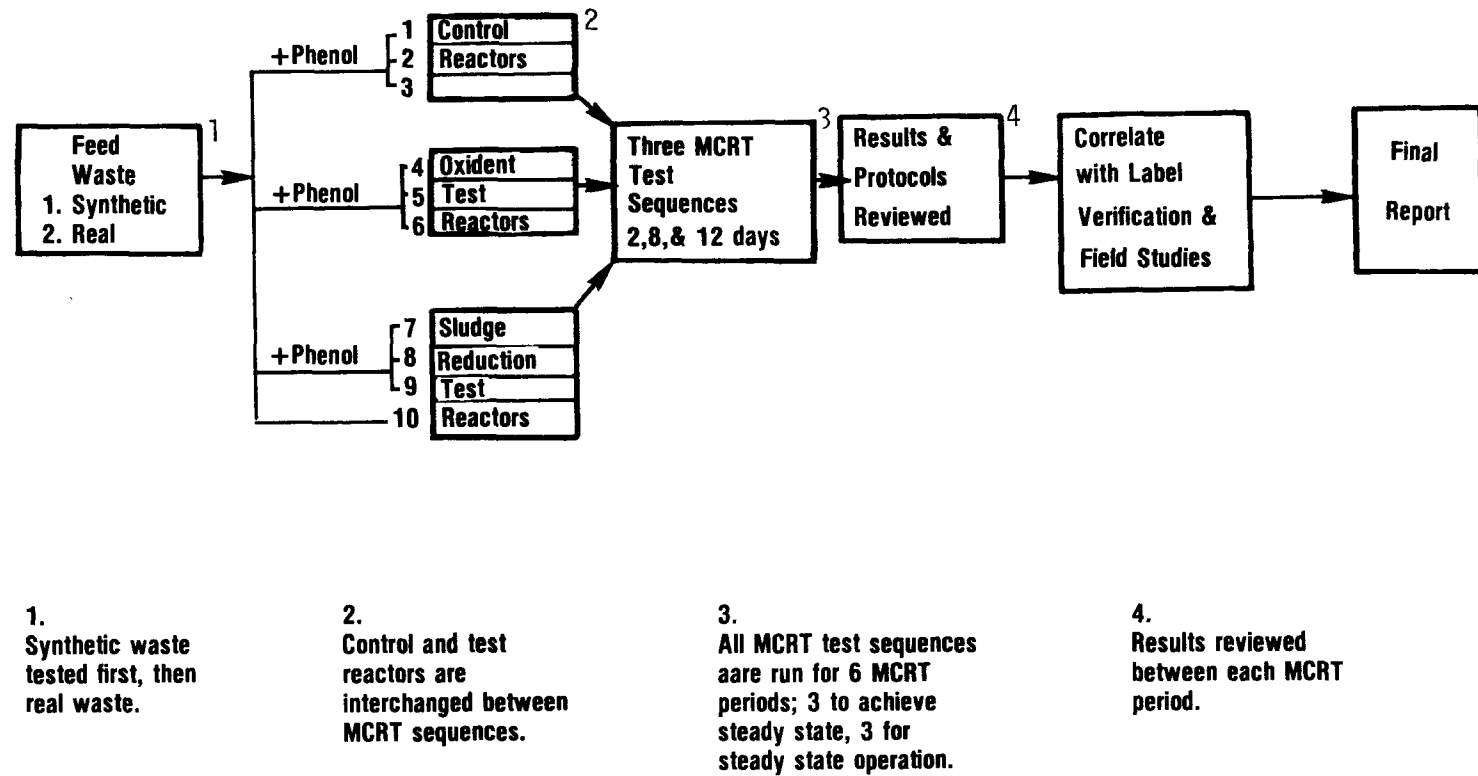 Feed
Waste
1. Synthetic
2. Real
1
+Phenol
1
2
3
Control
Reactors
2
+Phenol
4
5
6
Oxident
Test
Reactors
+Phenol
7
8
9
10
Sludge
Reduction
Test
Reactors
Three MCRT
Test
Sequences
2,8,& 12 days
3
Results &
Protocols
Reviewed
4
Correlate
with Label
Verification &
Field Studies
Final
Report
1.
Synthetic waste
tested first, then
real waste.
2.
Control and test
reactors are
interchanged between
MCRT sequences.
3.
All MCRT test sequences
aare run for 6 MCRT
periods; 3 to achieve
steady state, 3 for
steady state operation.
4.
Results reviewed
between each MCRT
period.